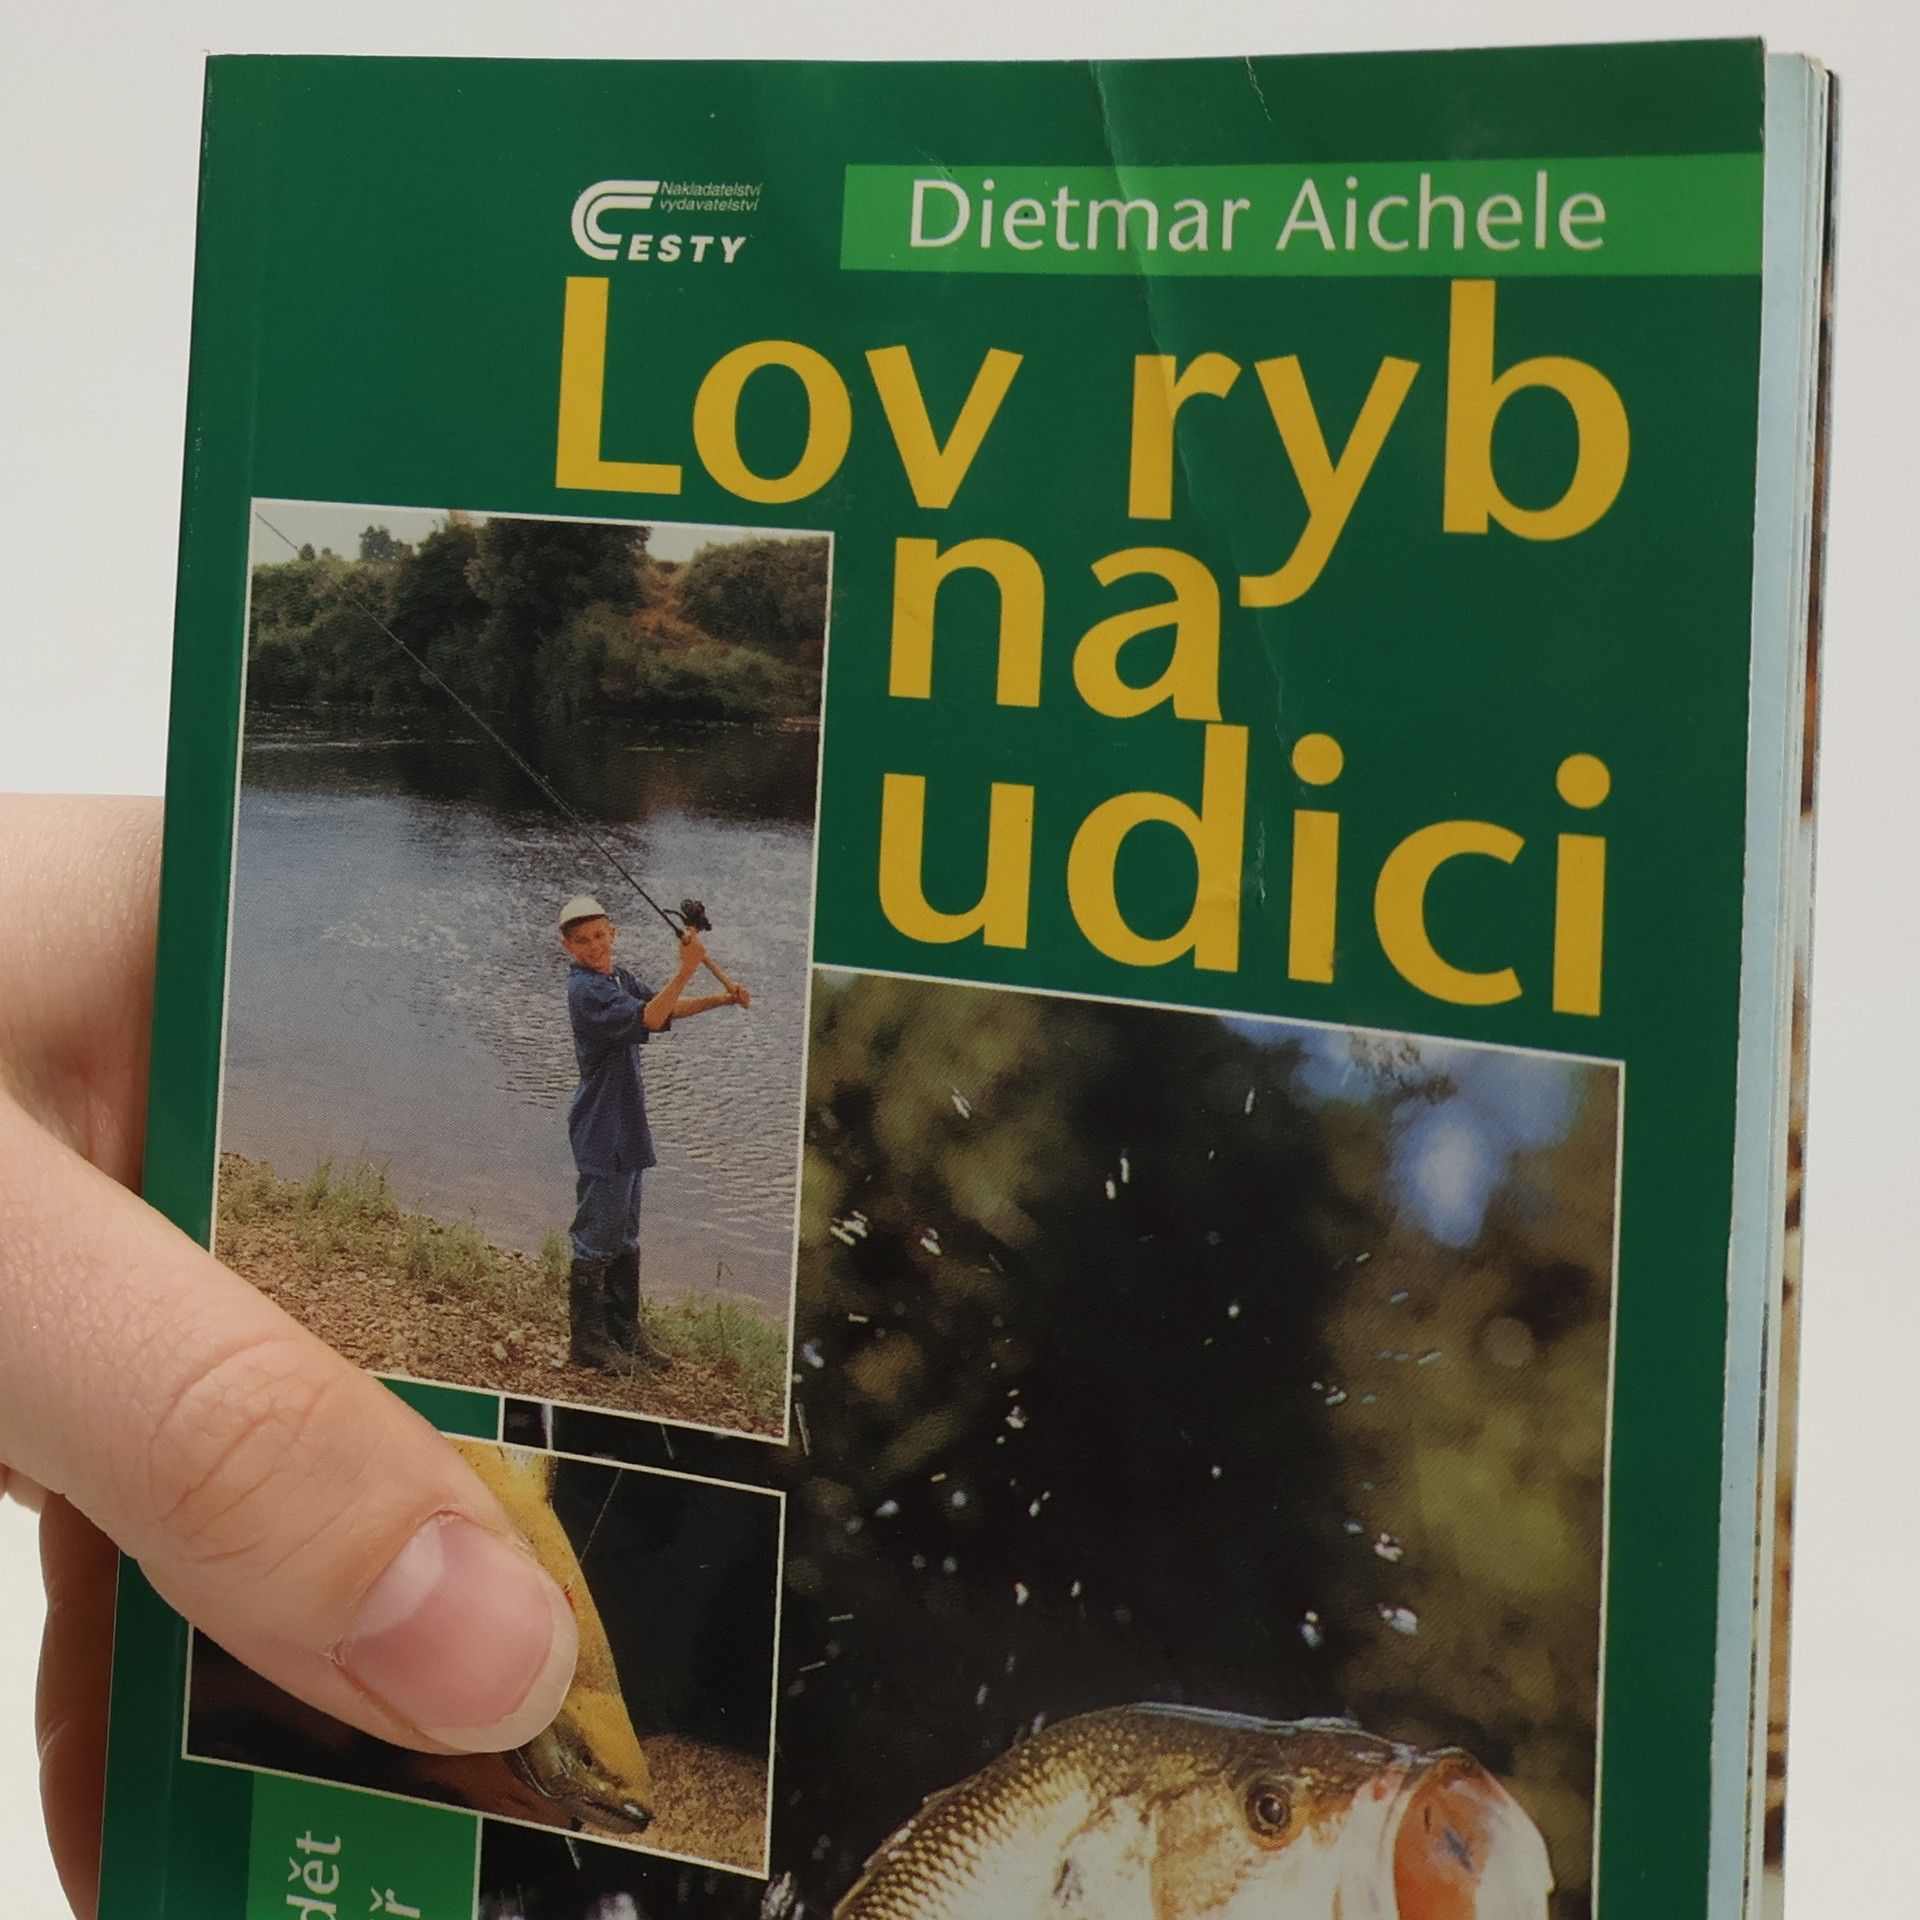 Nakladatelství
vydavatelství
CESTY
Dietmar Aichele
Lov ryb
na
udici